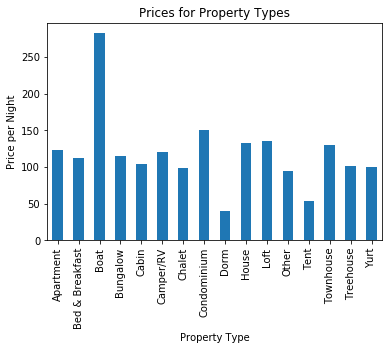 Prices for Property Types
Price per Night
250
200
150
100
50
0
Apartment
Bed & Breakfast
Boat
Bungalow
Cabin
Camper/RV
Chalet
Condominium
Dorm
House
Loft
Other
Tent
Townhouse
Treehouse
Yurt
Property Type